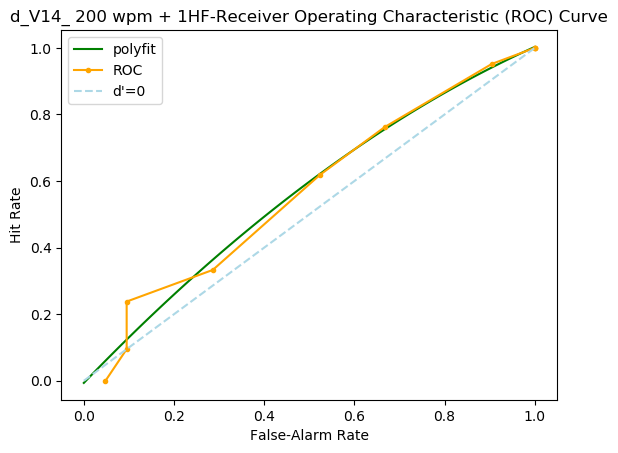 d_V14_ 200 wpm + 1HF-Receiver Operating Characteristic (ROC) Curve
polyfit
ROC
d'=0
1.0
0.8
0.6
0.4
0.2
0.0
Hit Rate
0.0 0.2 0.4 0.6 0.8 1.0
False-Alarm Rate